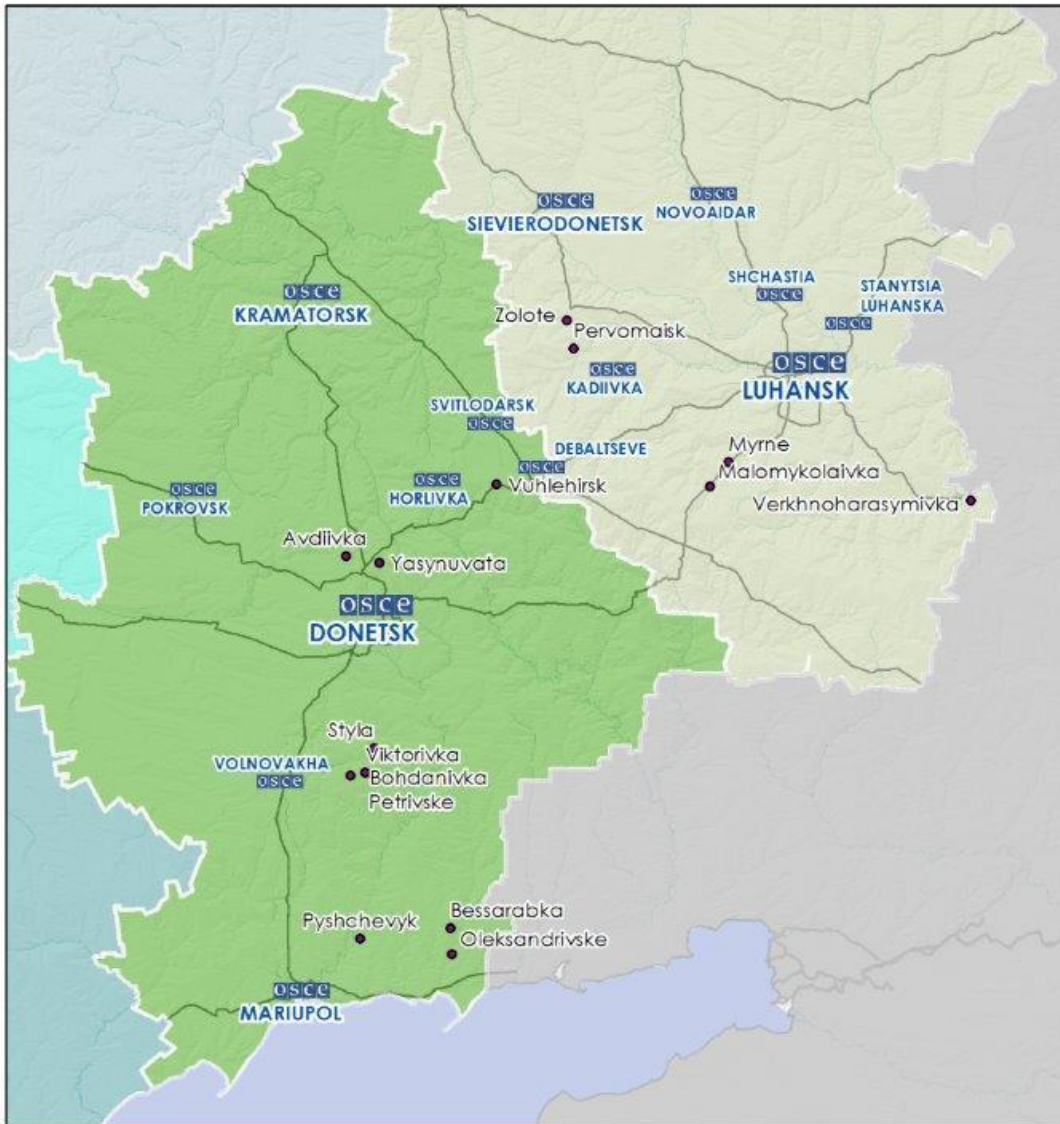 osce
SIEVIERODONETSK
osce
NOVOAIDAR
SHCHASTIA
osce
STANYTSIA
LUHANSKA
osce
osce
KRAMATORSK
Zolote
Pervomaisk
osce
KADIIVKA
osce
LUHANSK
SVITLODARSK
osce
DEBALTSEVE
osce
Myrne
Malomykolaivka
Verkhnoharasymivka
osce
HORLIVKA
Vuhlehirsk
osce
POKROVSK
Avdiivka
Yasynuvata
osce
DONETSK
Styla
Viktorivka
VOLNOVAKHA
osce
Bohdanivka
Petrivske
Pyshchevyk
Bessarabka
Oleksandrivske
osce
MARIUPOL